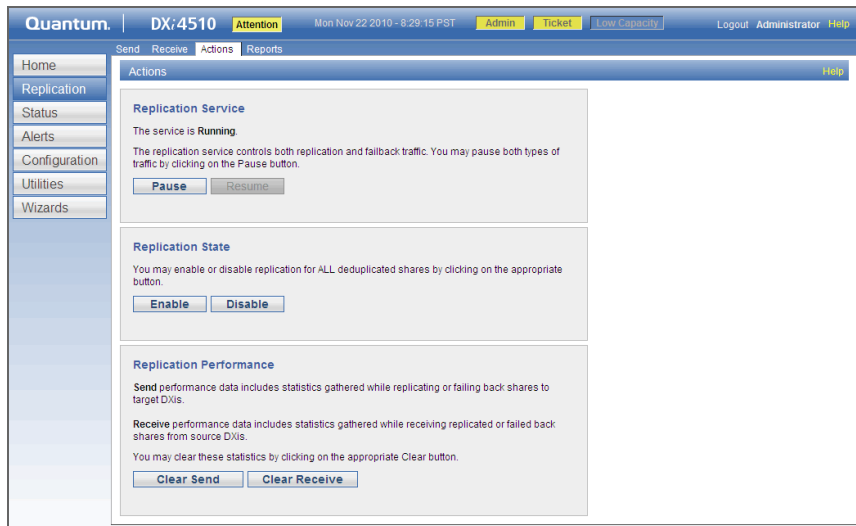 Quantum. DXi4510 Attention Mon Nov 22 2010 - 8:29:15 PST Admin Ticket Low Capacity Logout Administrator Help
Send Receive Actions Reports
Home
Replication
Status
Alerts
Configuration
Utilities
Wizards
Actions Help
Replication Service
The service is Running.
The replication service controls both replication and failback traffic. You may pause both types of
traffic by clicking on the Pause button.
Pause Resume
Replication State
You may enable or disable replication for ALL deduplicated shares by clicking on the appropriate
button.
Enable Disable
Replication Performance
Send performance data includes statistics gathered while replicating or failing back shares to
target DXis.
Receive performance data includes statistics gathered while receiving replicated or failed back
shares from source DXis.
You may clear these statistics by clicking on the appropriate Clear button.
Clear Send Clear Receive